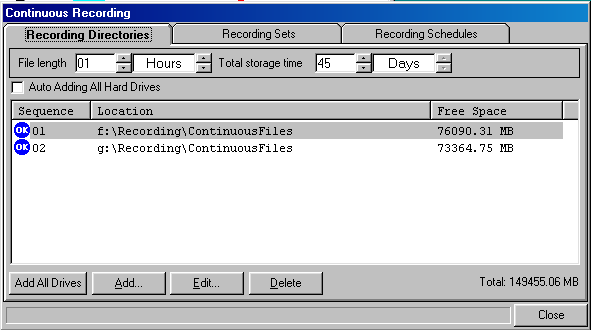 Continuous Recording
Recording Directories Recording Sets Recording Schedules
File length 01 Hours Total storage time 45 Days
Auto Adding All Hard Drives
Sequence Location Free Space
OK 01 f:\Recording\ContinuousFiles 76090.31 MB
OK 02 g:\Recording\ContinuousFiles 73364.75 MB
Add All Drives Add... Edit... Delete Total: 149455.06 MB
Close